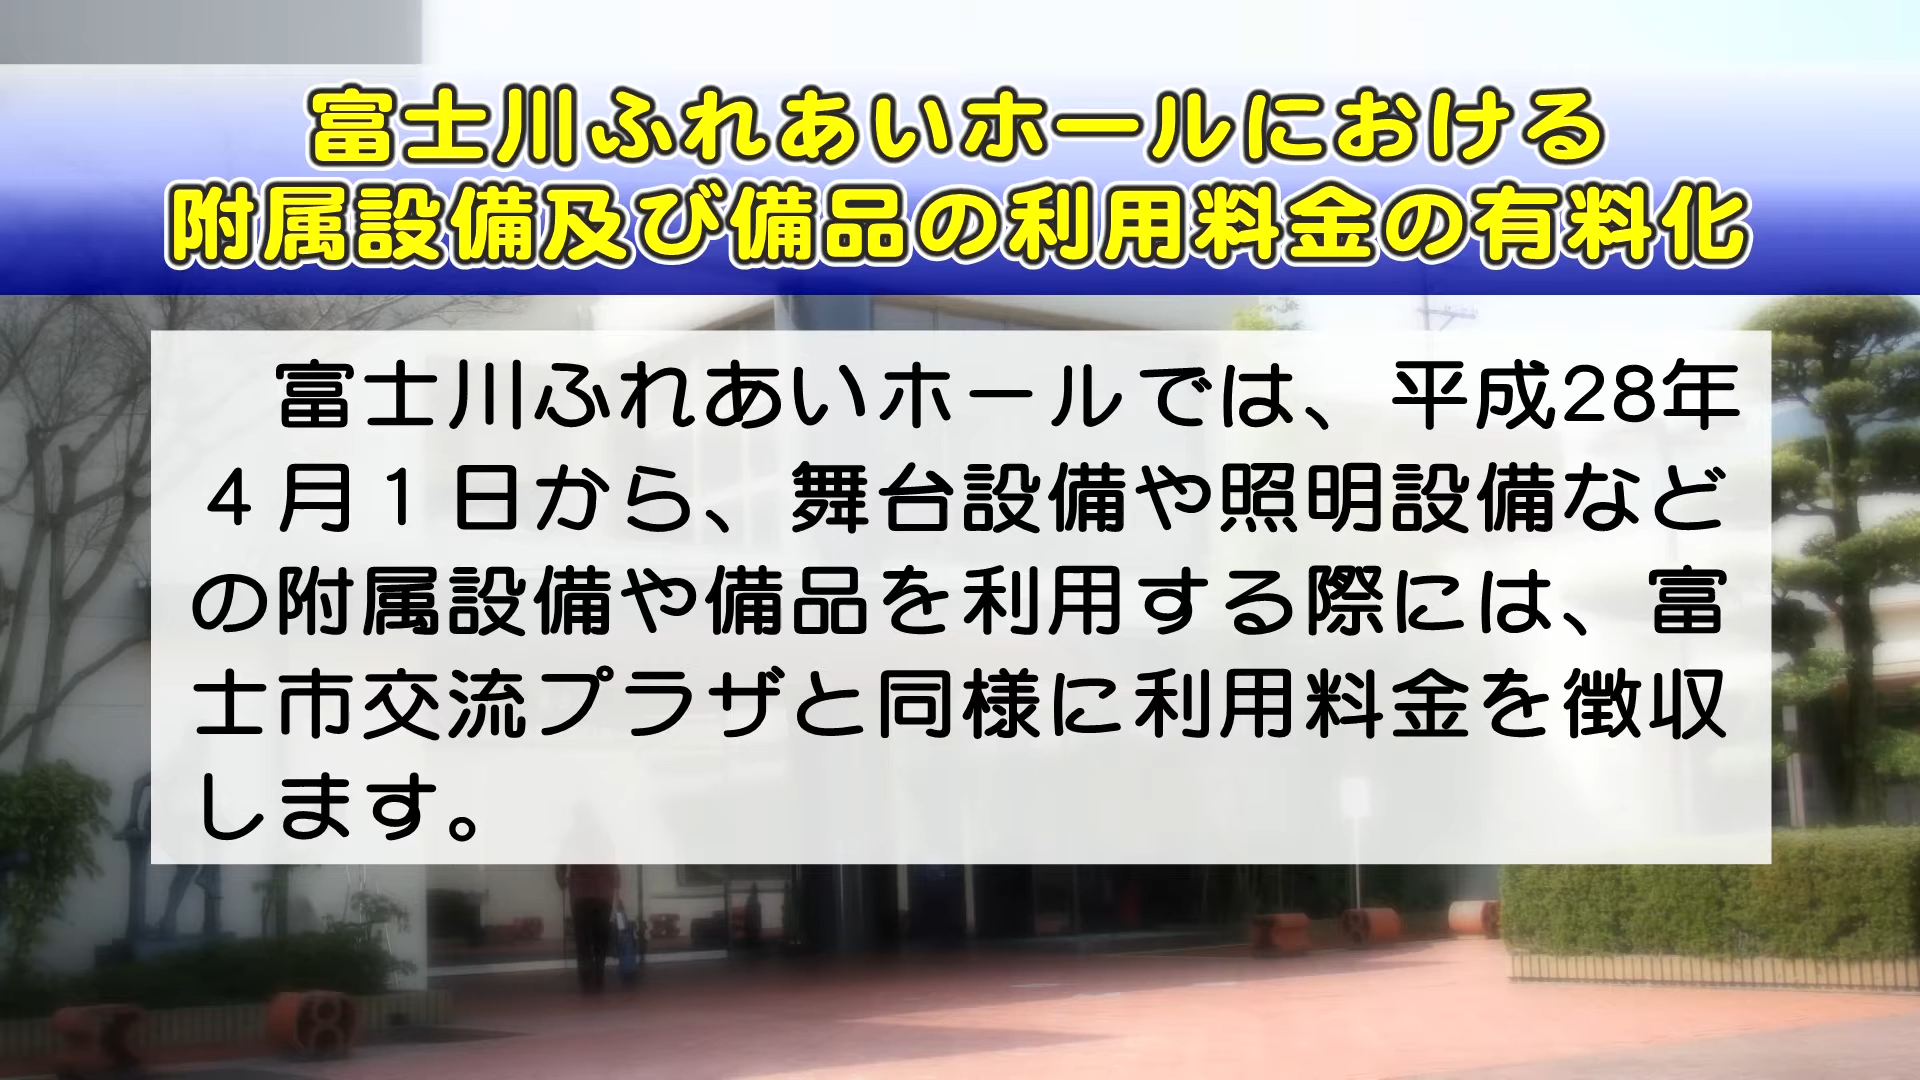 富士川ふれあいホールにおける
附属設備及び備品の利用料金の有料化
　富士川ふれあいホールでは、平成28年
４月１日から、舞台設備や照明設備など
の附属設備や備品を利用する際には、富
士市交流プラザと同様に利用料金を徴収
します。